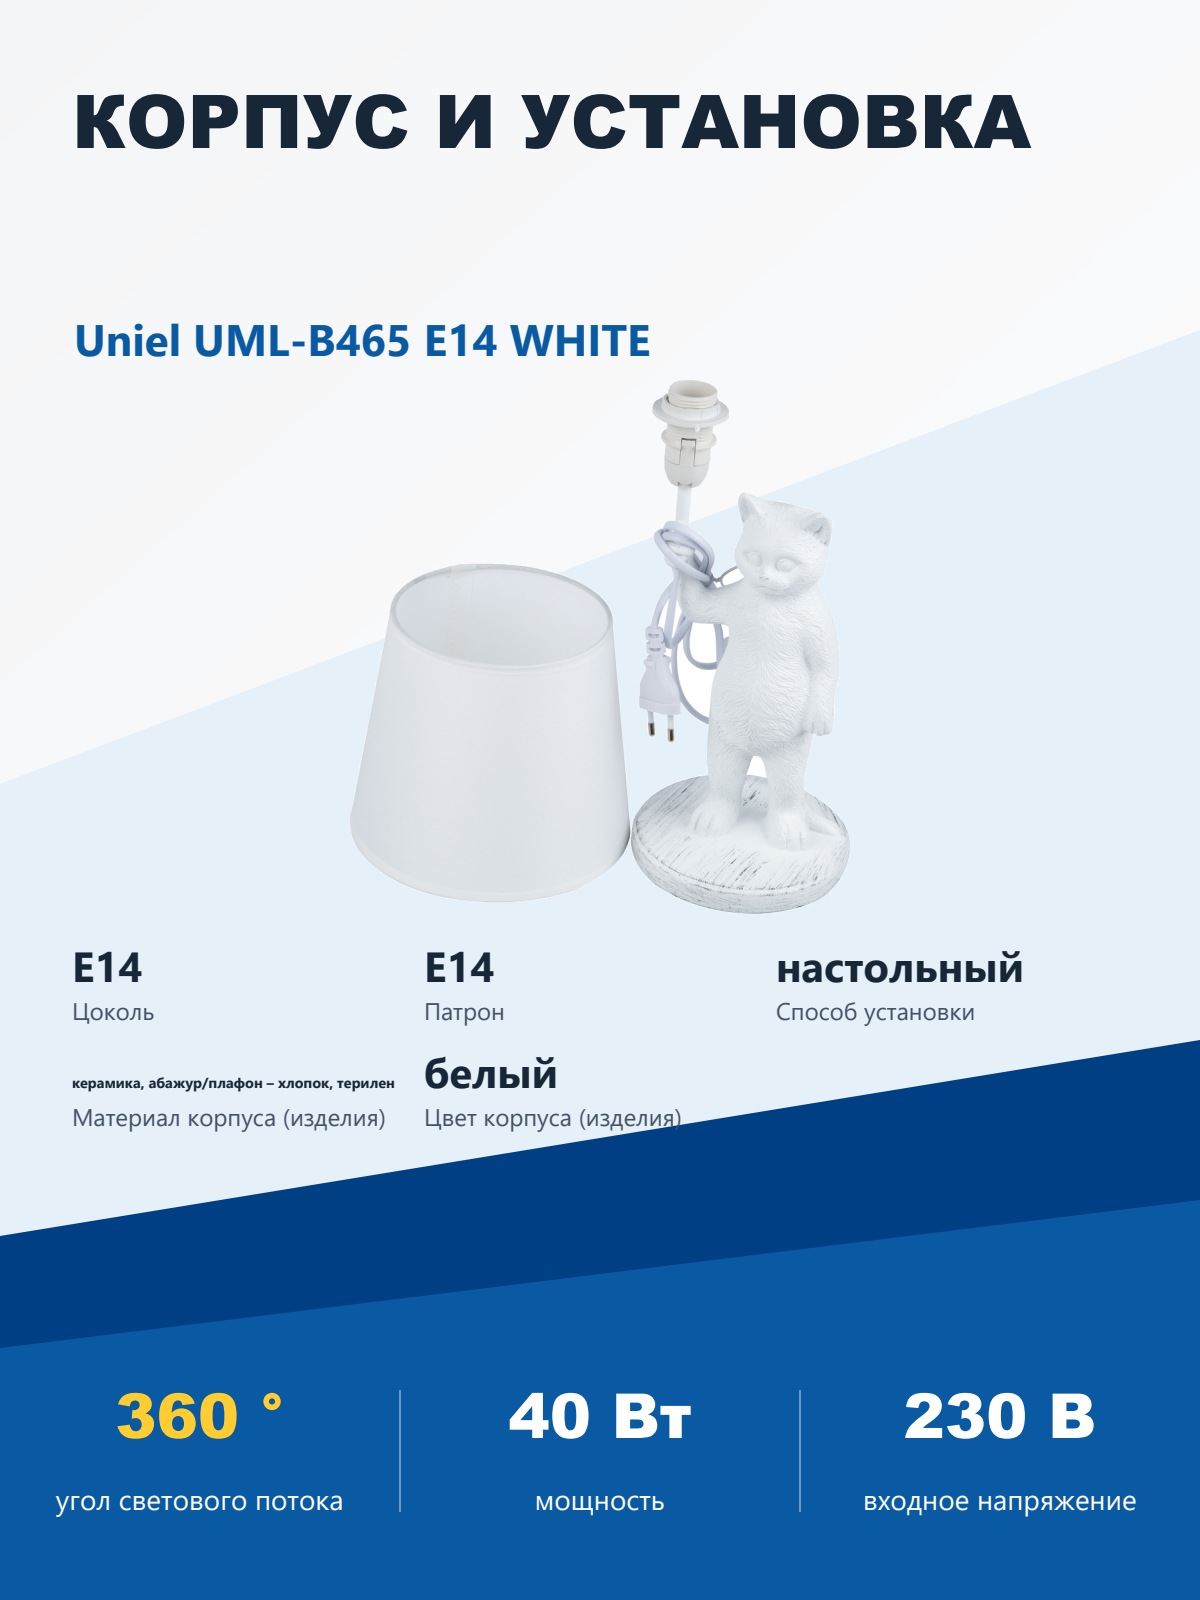 КОРПУС И УСТАНОВКА
Uniel UML-B465 E14 WHITE
E14
Цоколь
E14
Патрон
настольный
Способ установки
керамика, абажур/плафон – хлопок, терилен
Материал корпуса (изделия)
белый
Цвет корпуса (изделия)
360 °
угол светового потока
40 Вт
мощность
230 В
входное напряжение